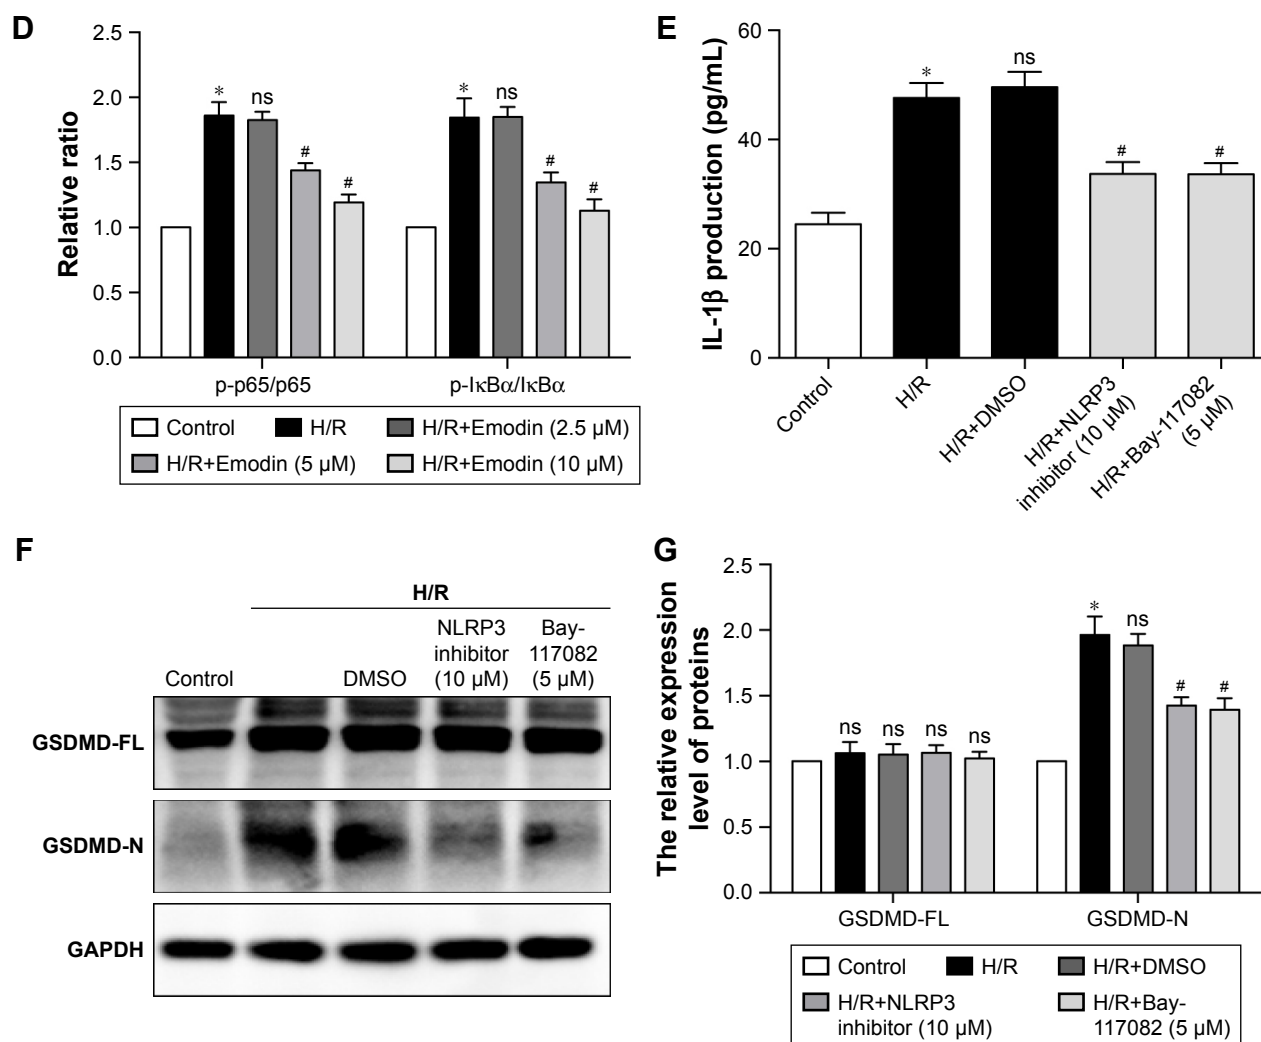 D
2.5
2.0
1.5
1.0
0.5
0.0
Relative ratio
*
ns
#
#
*
ns
#
#
p-p65/p65
p-IκBα/IκBα
Control
H/R
H/R+Emodin (2.5 µM)
H/R+Emodin (5 µM)
H/R+Emodin (10 µM)
E
60
40
20
0
IL-1β production (pg/mL)
*
ns
#
#
Control
H/R
H/R+DMSO
H/R+NLRP3
inhibitor (10 µM)
H/R+Bay-117082
(5 µM)
F
H/R
Control
DMSO
NLRP3
inhibitor
(10 µM)
Bay-
117082
(5 µM)
GSDMD-FL
GSDMD-N
GAPDH
G
2.5
2.0
1.5
1.0
0.5
0.0
The relative expression
level of proteins
ns
ns
ns
ns
*
ns
#
#
GSDMD-FL
GSDMD-N
Control
H/R
H/R+DMSO
H/R+NLRP3
inhibitor (10 µM)
H/R+Bay-
117082 (5 µM)